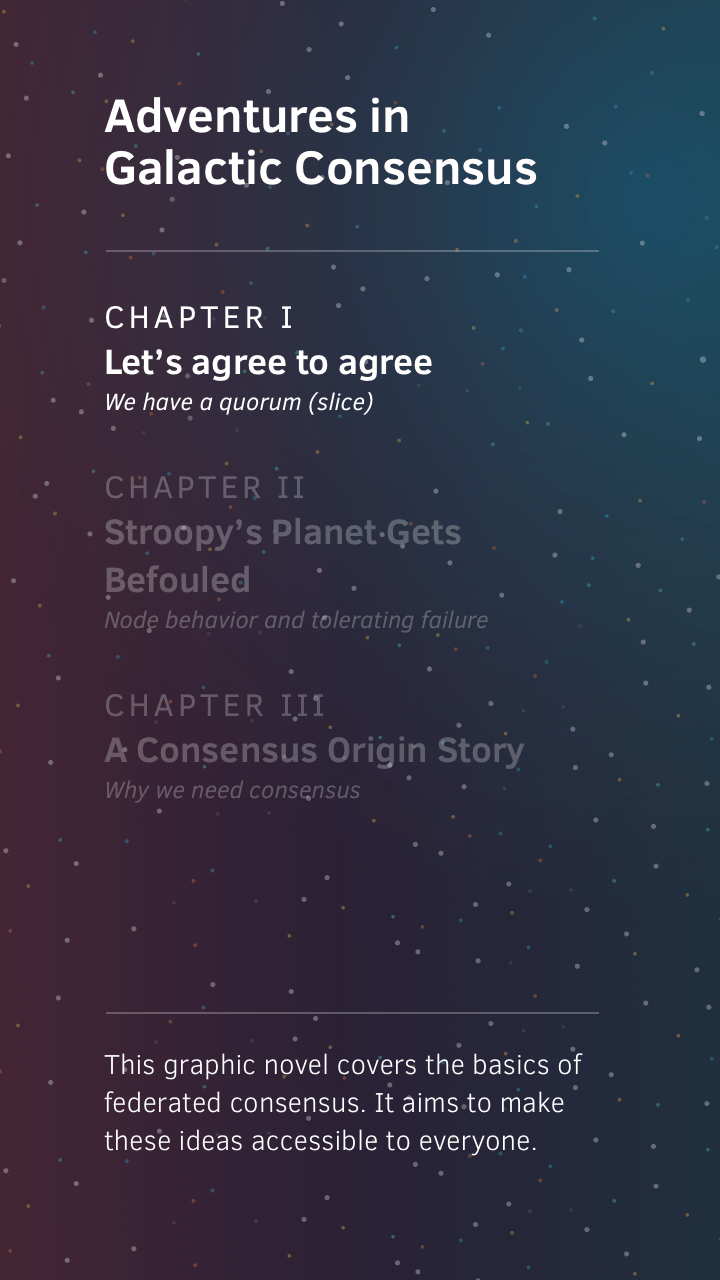 Adventures in
Galactic Consensus
CHAPTER I
Let’s agree to agree
We have a quorum (slice)
CHAPTER II
Stroopy’s Planet Gets
Befouled
Node behavior and tolerating failure
CHAPTER III
A Consensus Origin Story
Why we need consensus
This graphic novel covers the basics of
federated consensus. It aims to make
these ideas accessible to everyone.